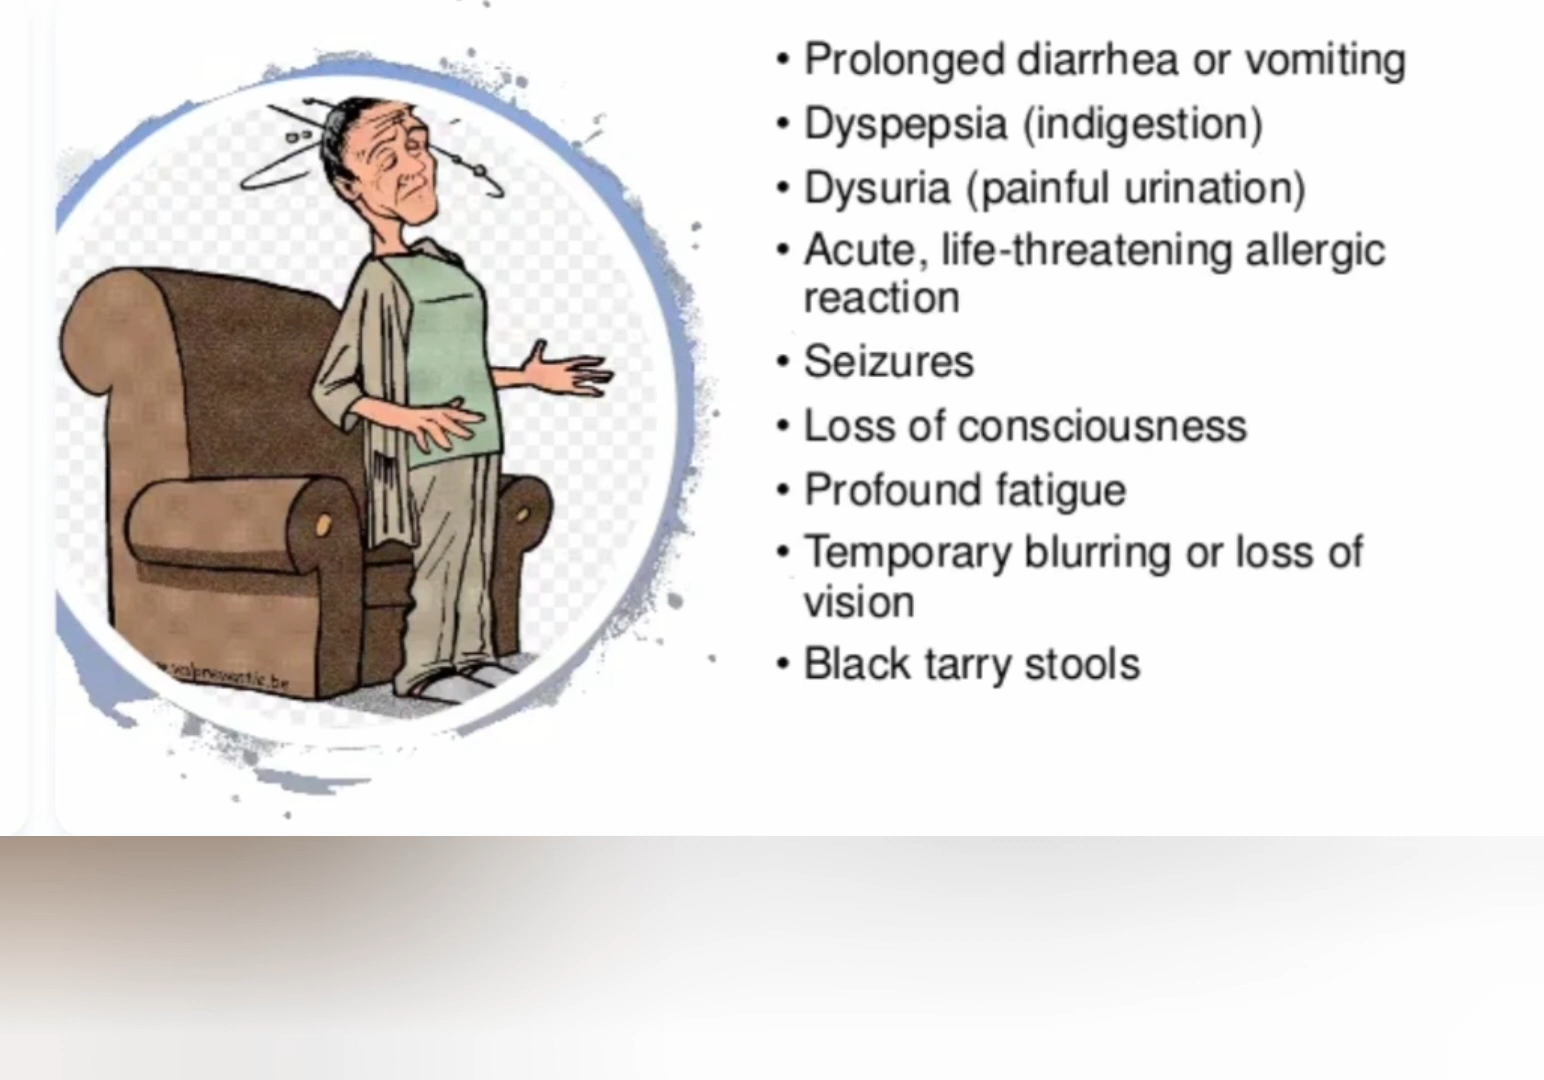 • Prolonged diarrhea or vomiting
• Dyspepsia (indigestion)
• Dysuria (painful urination)
• Acute, life-threatening allergic
reaction
• Seizures
• Loss of consciousness
• Profound fatigue
• Temporary blurring or loss of
vision
• Black tarry stools